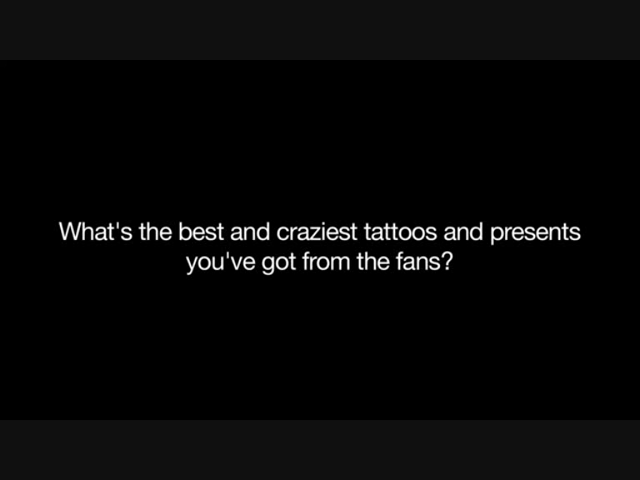 What's the best and craziest tattoos and presents
you've got from the fans?